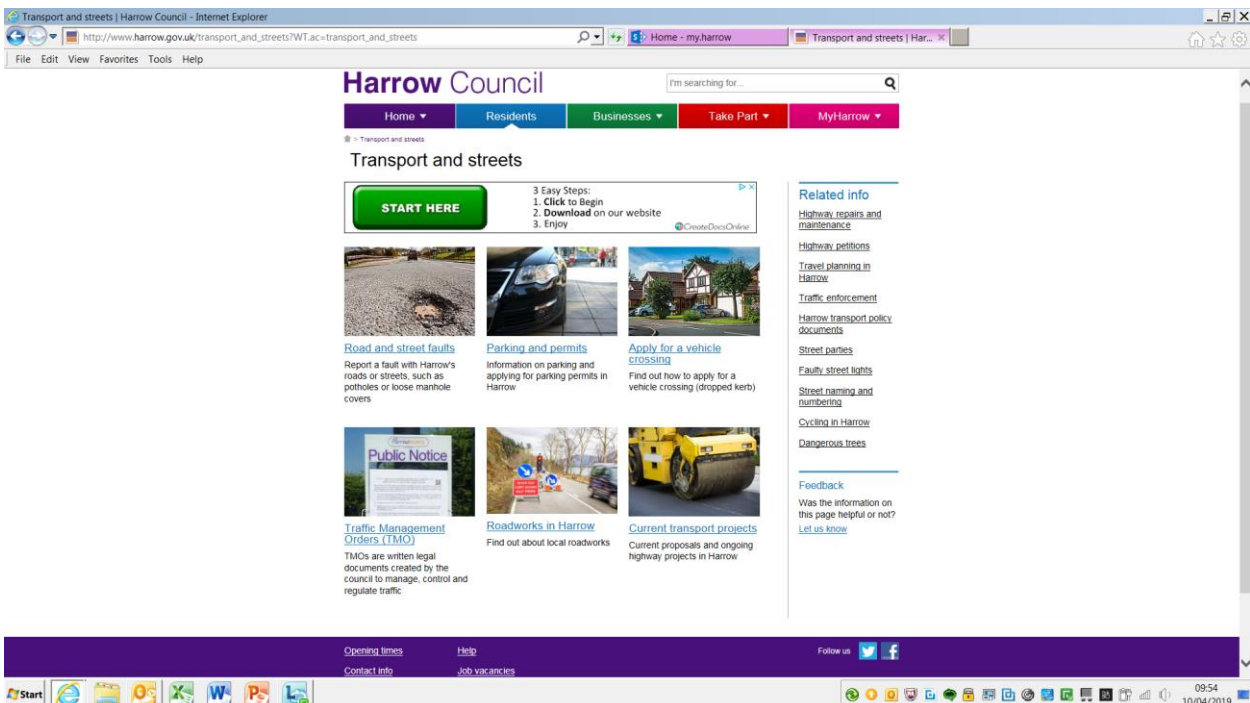 Transport and streets | Harrow Council - Internet Explorer
http://www.harrow.gov.uk/transport_and_streets?WT.ac=transport_and_streets
Home - my.harrow
Transport and streets | Har...
File Edit View Favorites Tools Help
Harrow Council
I'm searching for...
Home
Residents
Businesses
Take Part
MyHarrow
> Transport and streets
Transport and streets
START HERE
3 Easy Steps:
1. Click to Begin
2. Download on our website
3. Enjoy
CreateDocsOnline
Road and street faults
Report a fault with Harrow's
roads or streets, such as
potholes or loose manhole
covers
Parking and permits
Information on parking and
applying for parking permits in
Harrow
Apply for a vehicle
crossing
Find out how to apply for a
vehicle crossing (dropped kerb)
Public Notice
Traffic Management
Orders (TMO)
TMOs are written legal
documents created by the
council to manage, control and
regulate traffic
Roadworks in Harrow
Find out about local roadworks
Current transport projects
Current proposals and ongoing
highway projects in Harrow
Related info
Highway repairs and
maintenance
Highway petitions
Travel planning in
Harrow
Traffic enforcement
Harrow transport policy
documents
Street parties
Faulty street lights
Street naming and
numbering
Cycling in Harrow
Dangerous trees
Feedback
Was the information on
this page helpful or not?
Let us know
Opening times
Help
Follow us
Contact info
Job vacancies
Start
09:54
10/04/2019